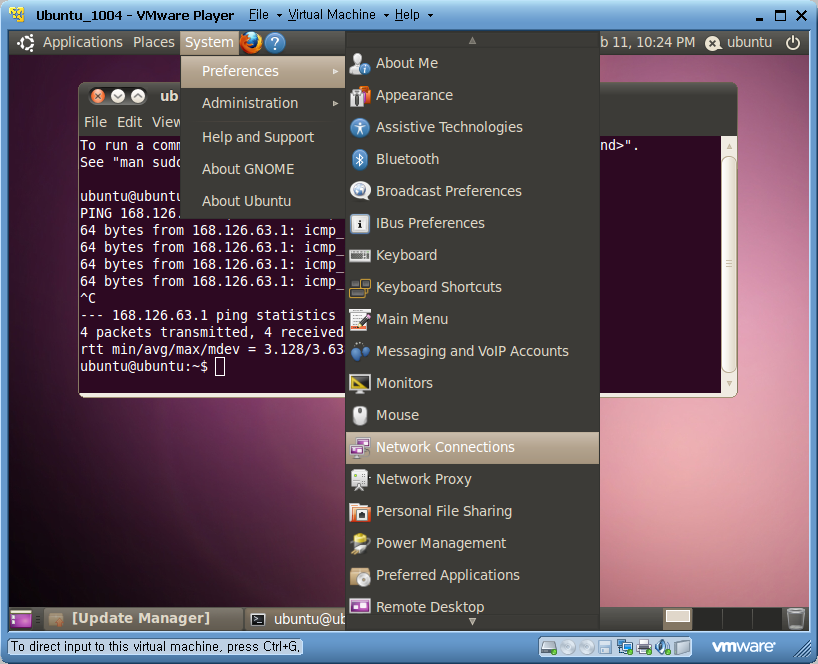 Ubuntu_1004 - VMware Player File Virtual Machine Help
Applications Places System b 11, 10:24 PM ubuntu
Preferences
Administration
Help and Support
About GNOME
About Ubuntu
About Me
Appearance
Assistive Technologies
Bluetooth
Broadcast Preferences
IBus Preferences
Keyboard
Keyboard Shortcuts
Main Menu
Messaging and VoIP Accounts
Monitors
Mouse
Network Connections
Network Proxy
Personal File Sharing
Power Management
Preferred Applications
Remote Desktop
ub
File Edit View
To run a comm nd>".
See "man sudo
ubuntu@ubuntu
PING 168.126.
64 bytes from 168.126.63.1: icmp_
64 bytes from 168.126.63.1: icmp_
64 bytes from 168.126.63.1: icmp_
64 bytes from 168.126.63.1: icmp_
^C
--- 168.126.63.1 ping statistics
4 packets transmitted, 4 received
rtt min/avg/max/mdev = 3.128/3.63
ubuntu@ubuntu:~$
[Update Manager] ubuntu@ub
To direct input to this virtual machine, press Ctrl+G. vmware